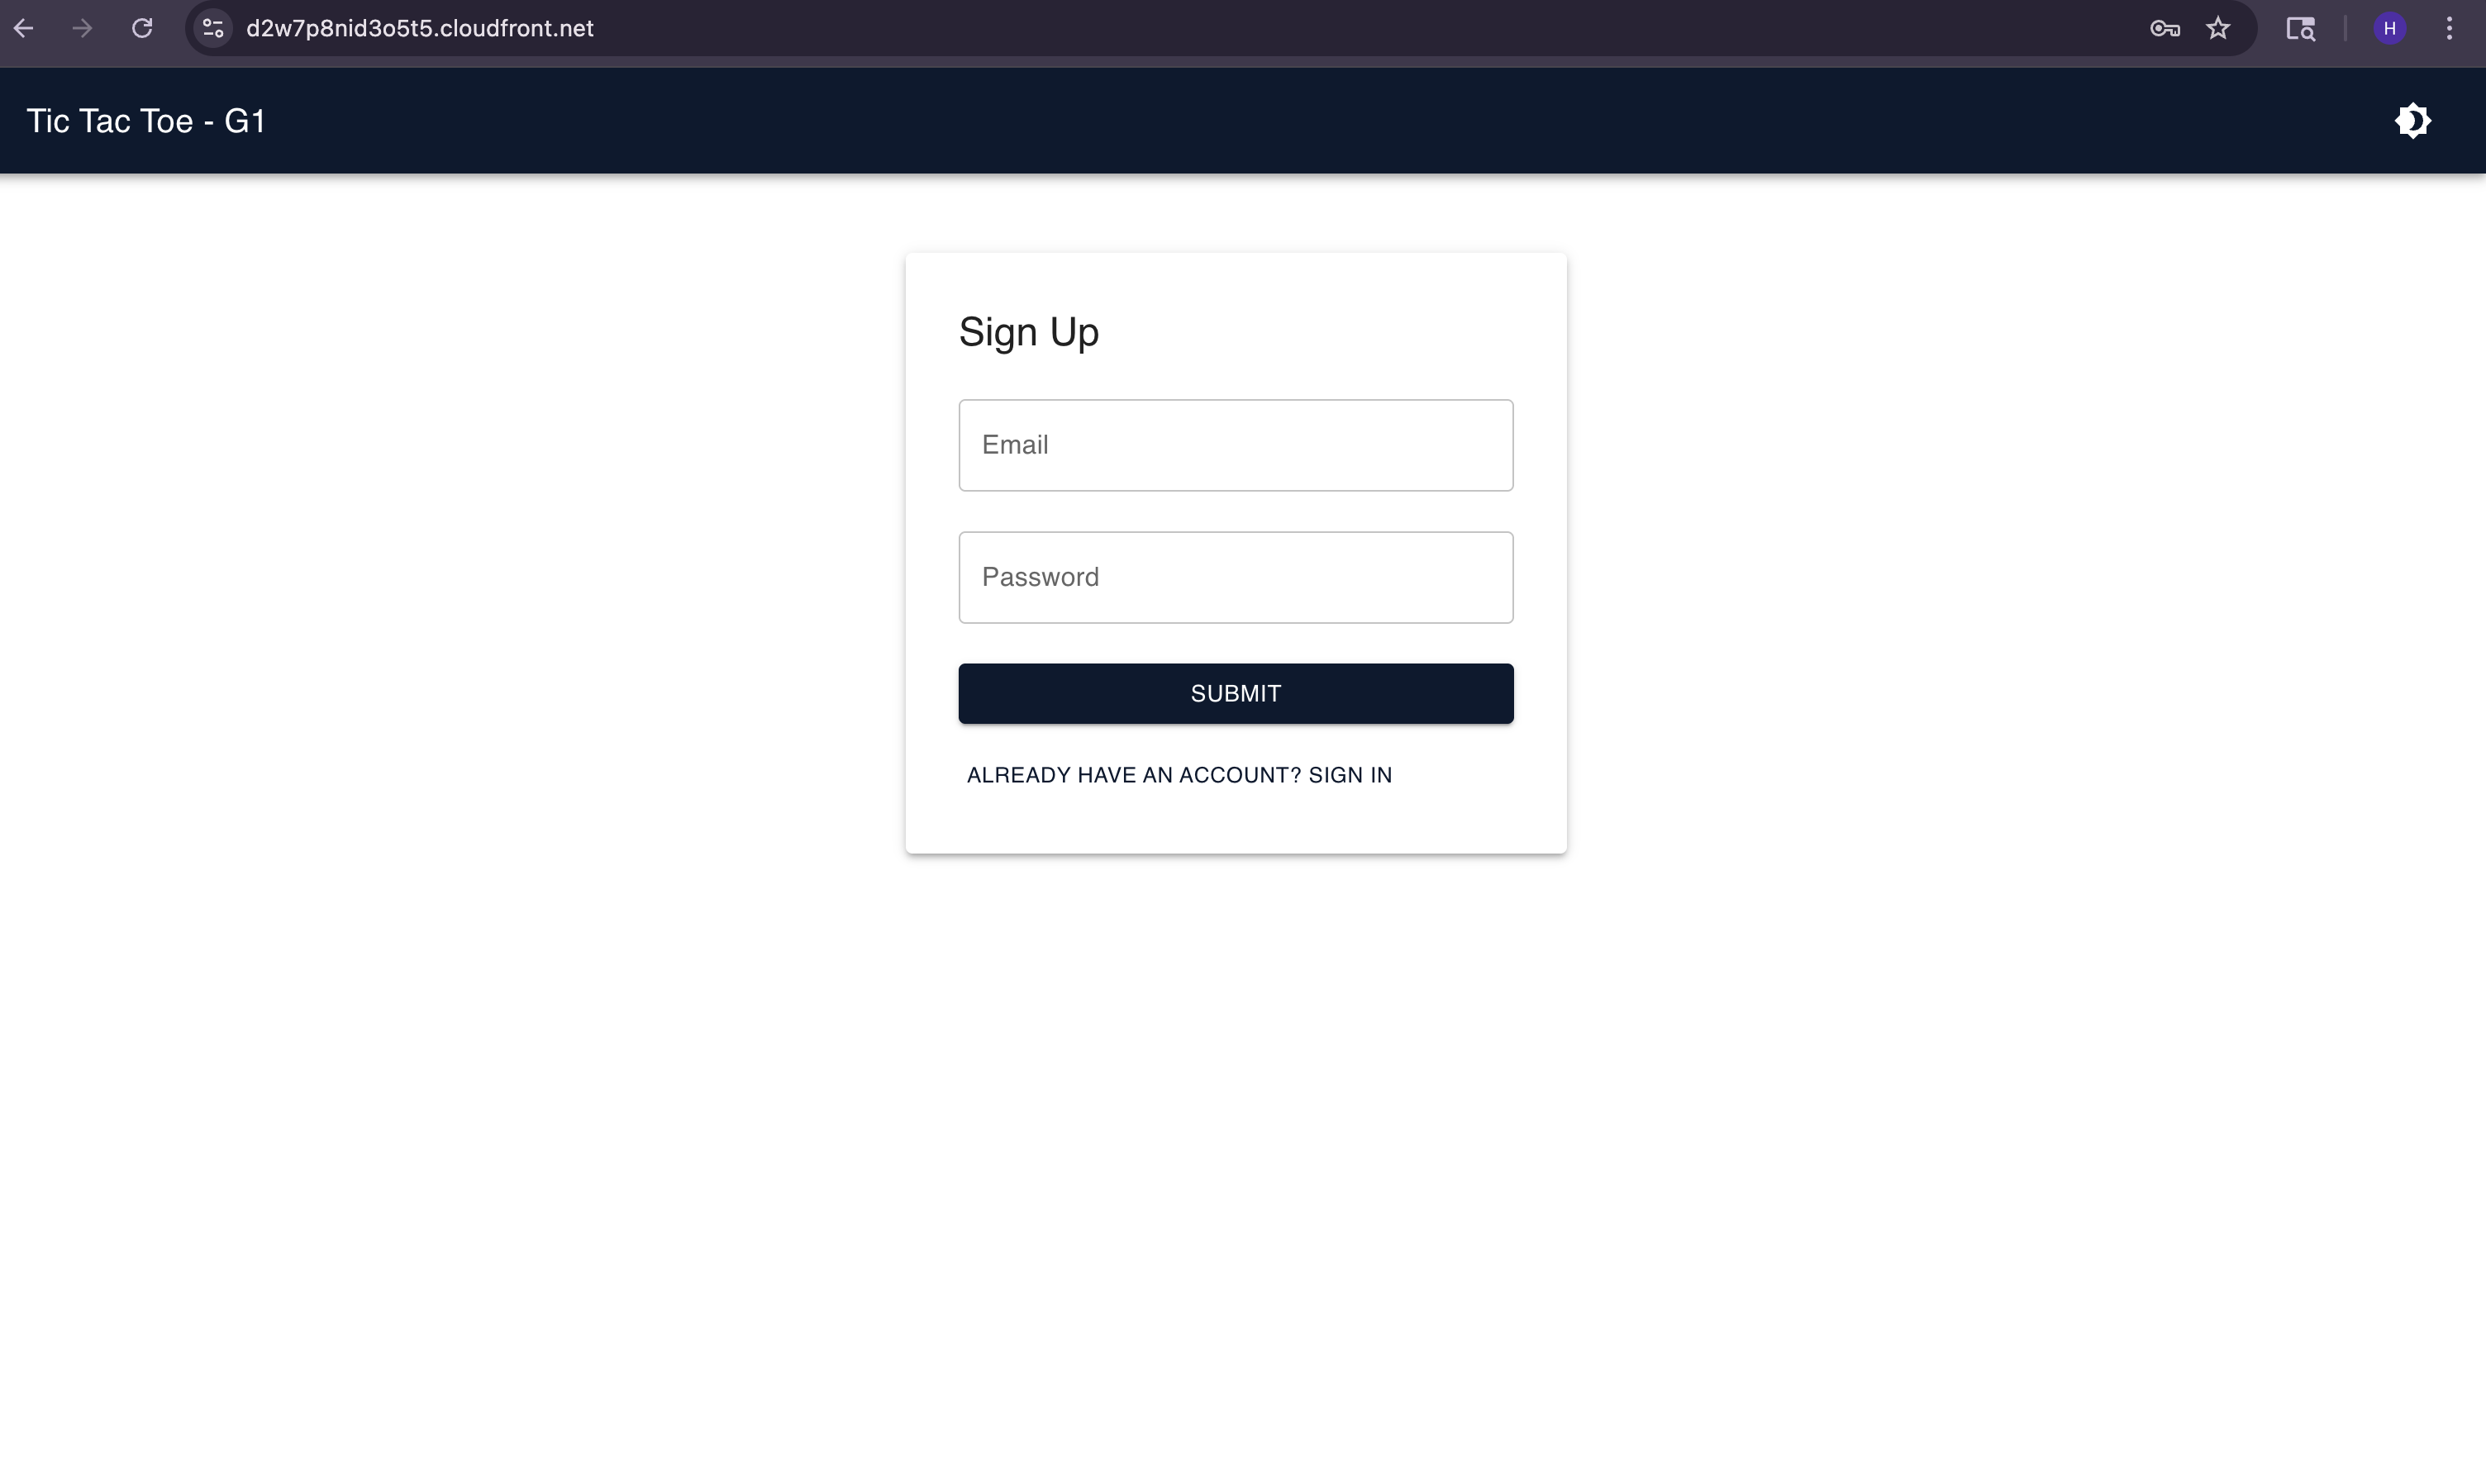 d2w7p8nid3o5t5.cloudfront.net
H
Tic Tac Toe - G1
Sign Up
Email
Password
SUBMIT
ALREADY HAVE AN ACCOUNT? SIGN IN